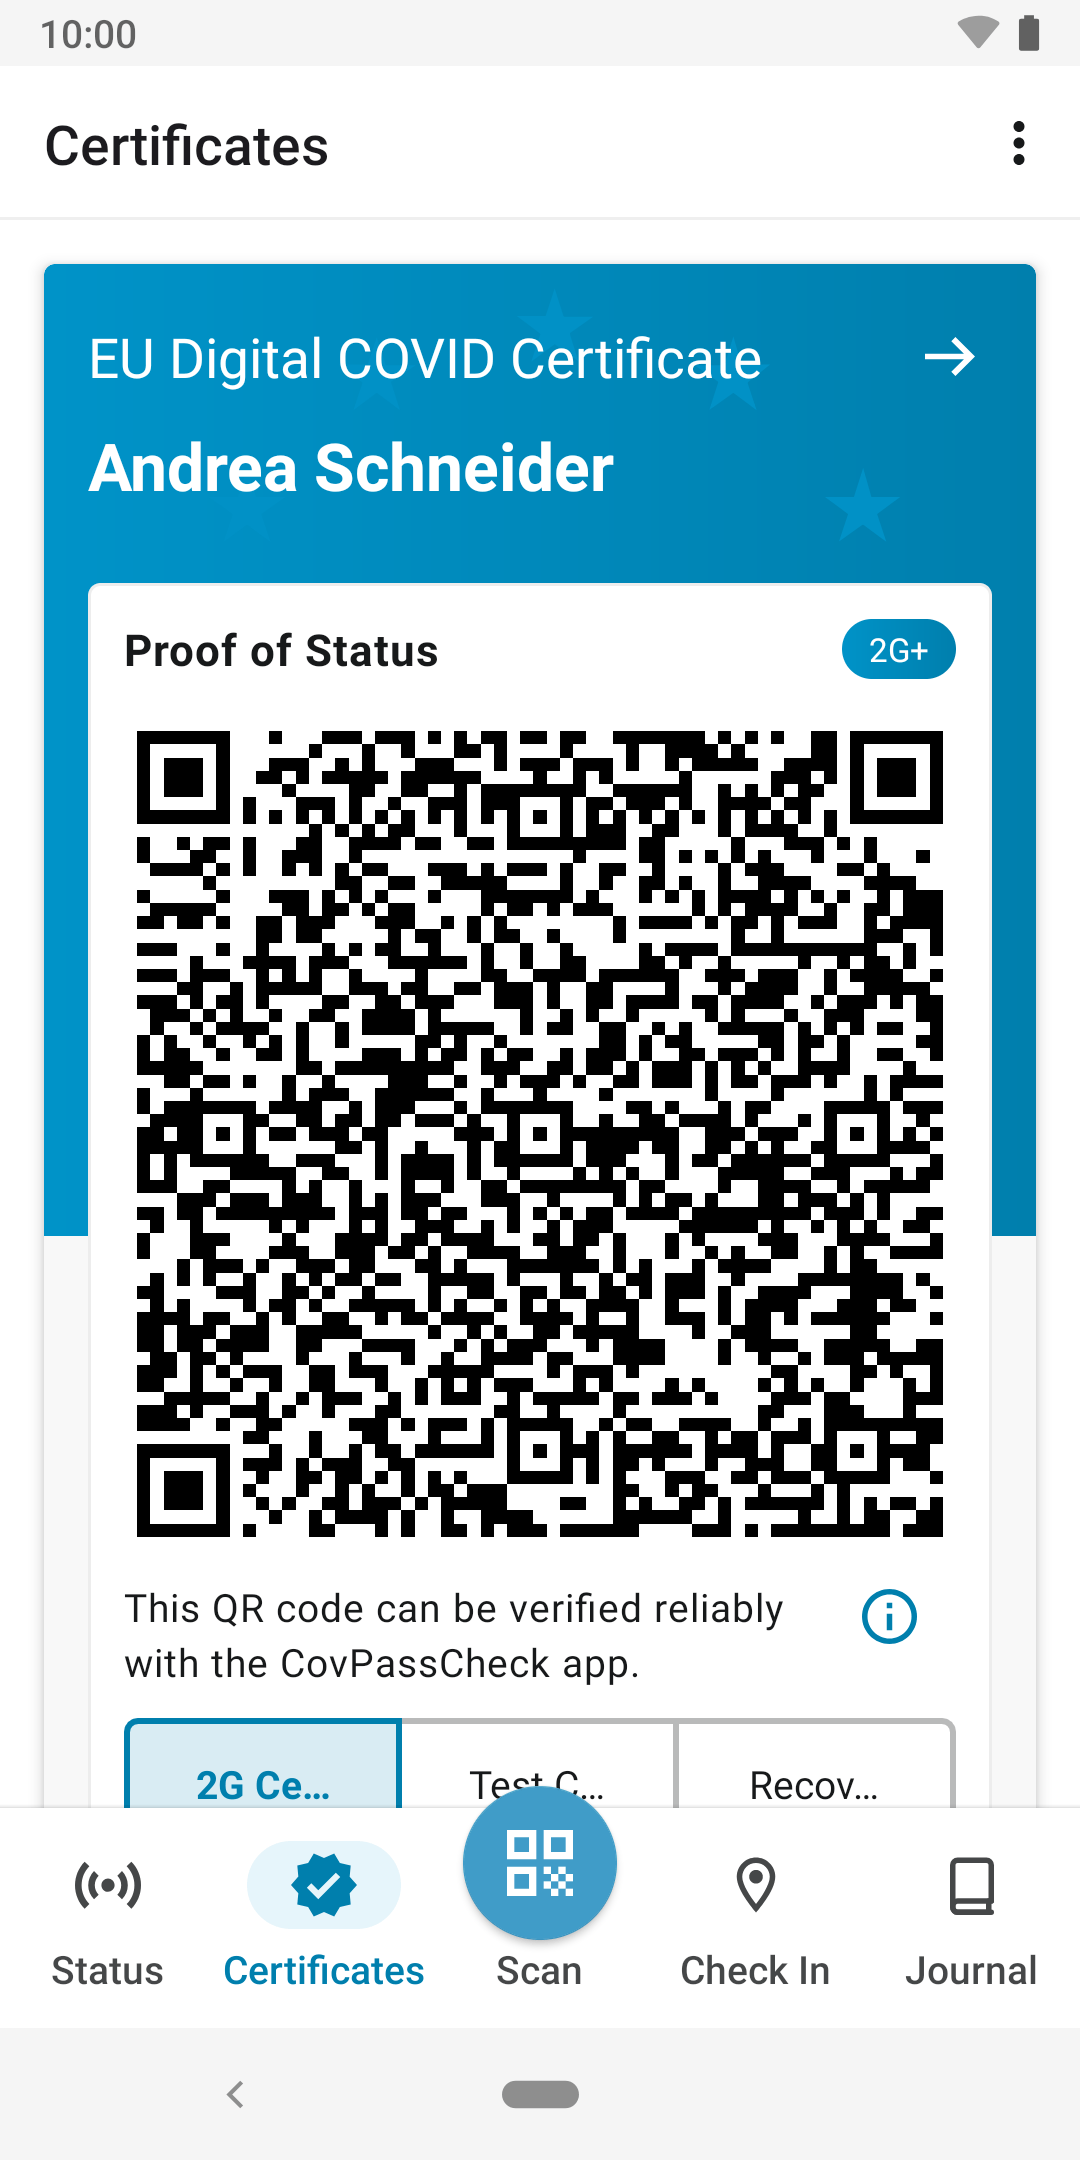 10:00
Certificates
EU Digital COVID Certificate
Andrea Schneider
Proof of Status
2G+
This QR code can be verified reliably
with the CovPassCheck app.
2G Ce...
Test C...
Recov...
Status
Certificates
Scan
Check In
Journal